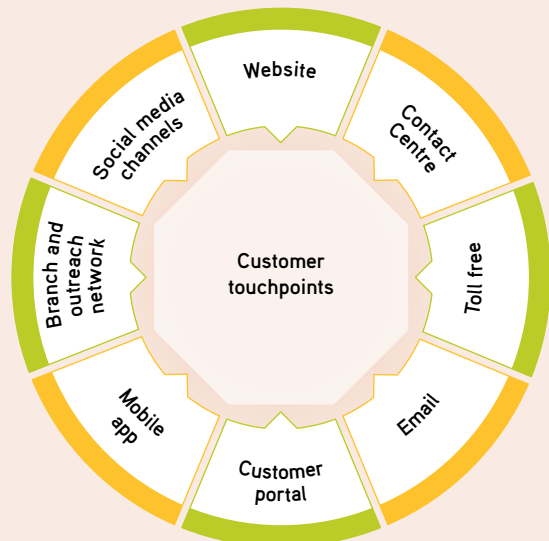 Website
Contact
Centre
Toll free
Email
Customer
portal
Mobile
app
Branch and
outreach
network
Social media
channels
Customer
touchpoints